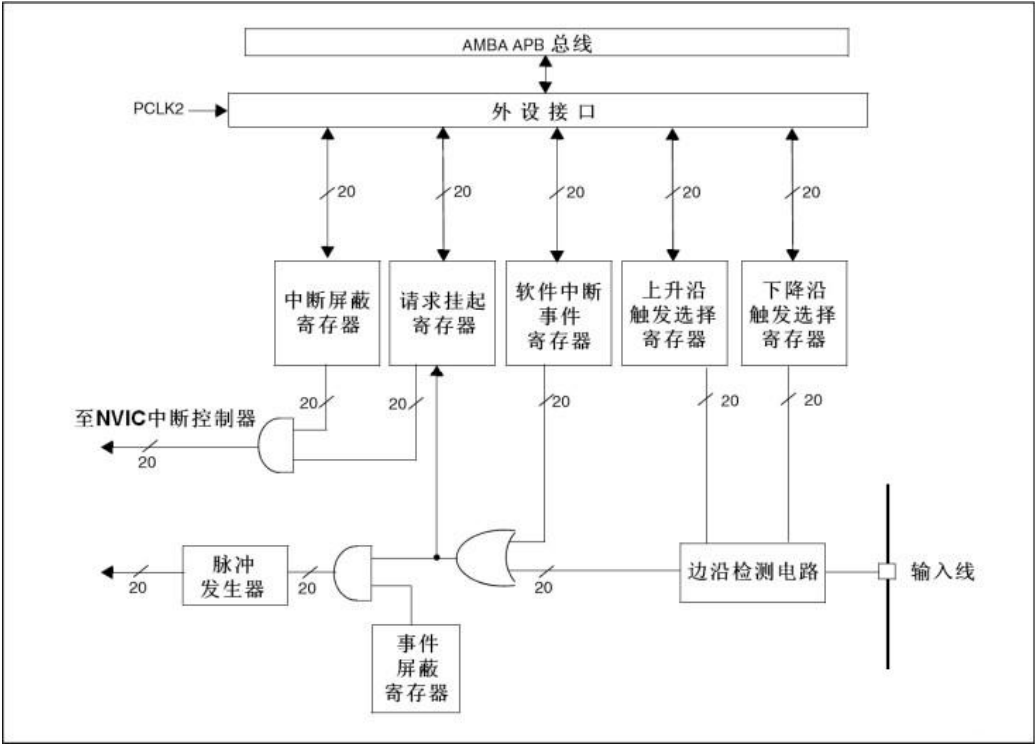 AMBA APB 总线
PCLK2
外设接口
20
20
20
20
20
中断屏蔽
寄存器
请求挂起
寄存器
软件中断
事件
寄存器
上升沿
触发选择
寄存器
下降沿
触发选择
寄存器
20
20
20
20
20
至NVIC中断控制器
20
20
脉冲
发生器
20
20
边沿检测电路
输入线
事件
屏蔽
寄存器